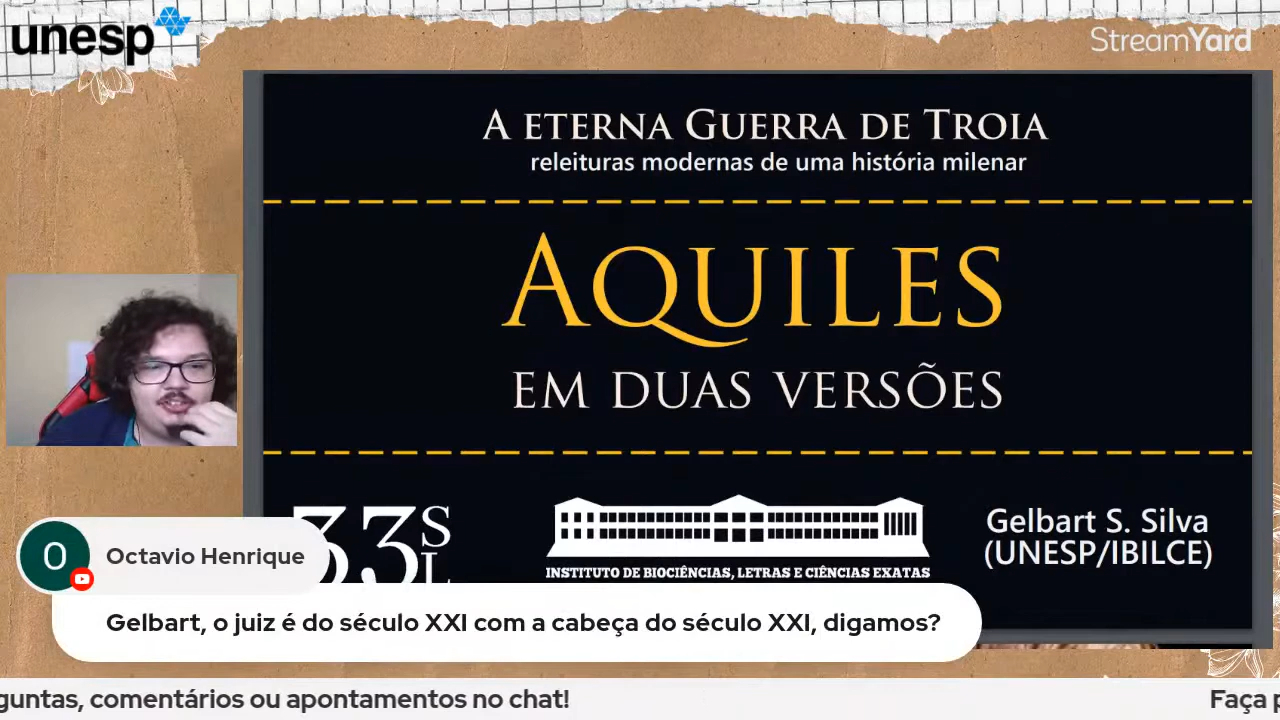 unesp
StreamYard
A ETERNA GUERRA DE TROIA
releituras modernas de uma história milenar
AQUILES
EM DUAS VERSÕES
33 S
L
INSTITUTO DE BIOCIÊNCIAS, LETRAS E CIÊNCIAS EXATAS
Gelbart S. Silva
(UNESP/IBILCE)
O
Octavio Henrique
Gelbart, o juiz é do século XXI com a cabeça do século XXI, digamos?
guntas, comentários ou apontamentos no chat!
Faça p